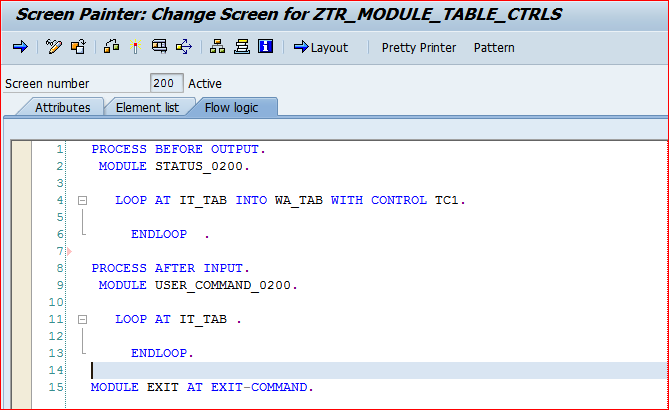 Screen Painter: Change Screen for ZTR_MODULE_TABLE_CTRLS
Layout Pretty Printer Pattern
Screen number 200 Active
Attributes Element list Flow logic
1 PROCESS BEFORE OUTPUT.
2 MODULE STATUS_0200.
3
4 LOOP AT IT_TAB INTO WA_TAB WITH CONTROL TC1.
5
6 ENDLOOP .
7
8 PROCESS AFTER INPUT.
9 MODULE USER_COMMAND_0200.
10
11 LOOP AT IT_TAB .
12
13 ENDLOOP.
14
15 MODULE EXIT AT EXIT-COMMAND.